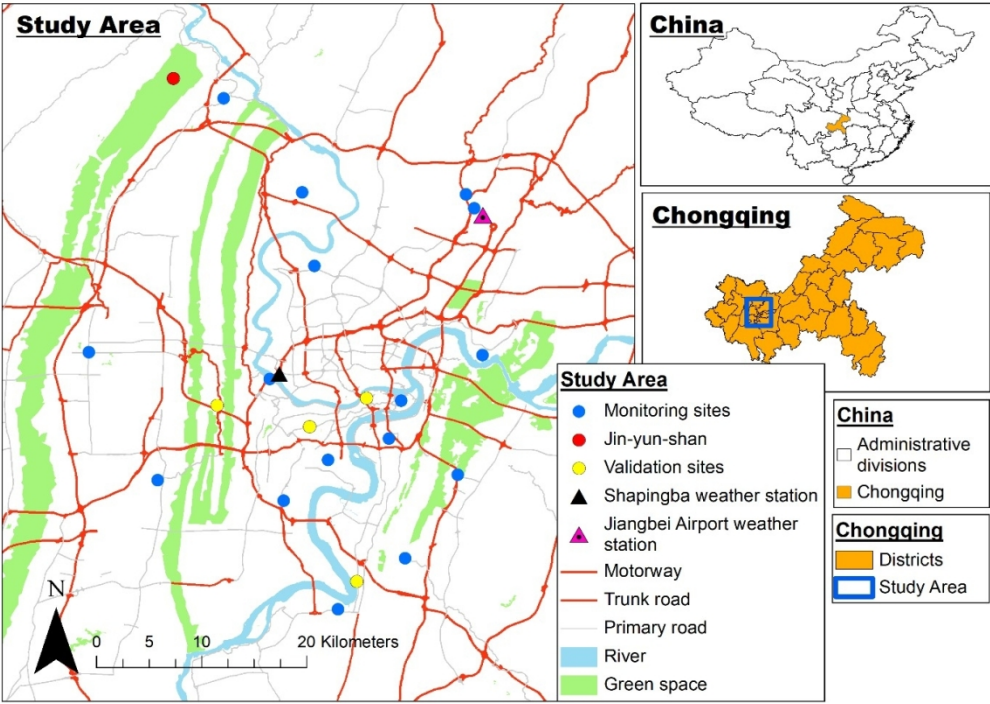 Study Area
N
0 5 10 20 Kilometers
China
Chongqing
Study Area
Monitoring sites
Jin-yun-shan
Validation sites
Shapingba weather station
Jiangbei Airport weather
station
Motorway
Trunk road
Primary road
River
Green space
China
Administrative
divisions
Chongqing
Chongqing
Districts
Study Area